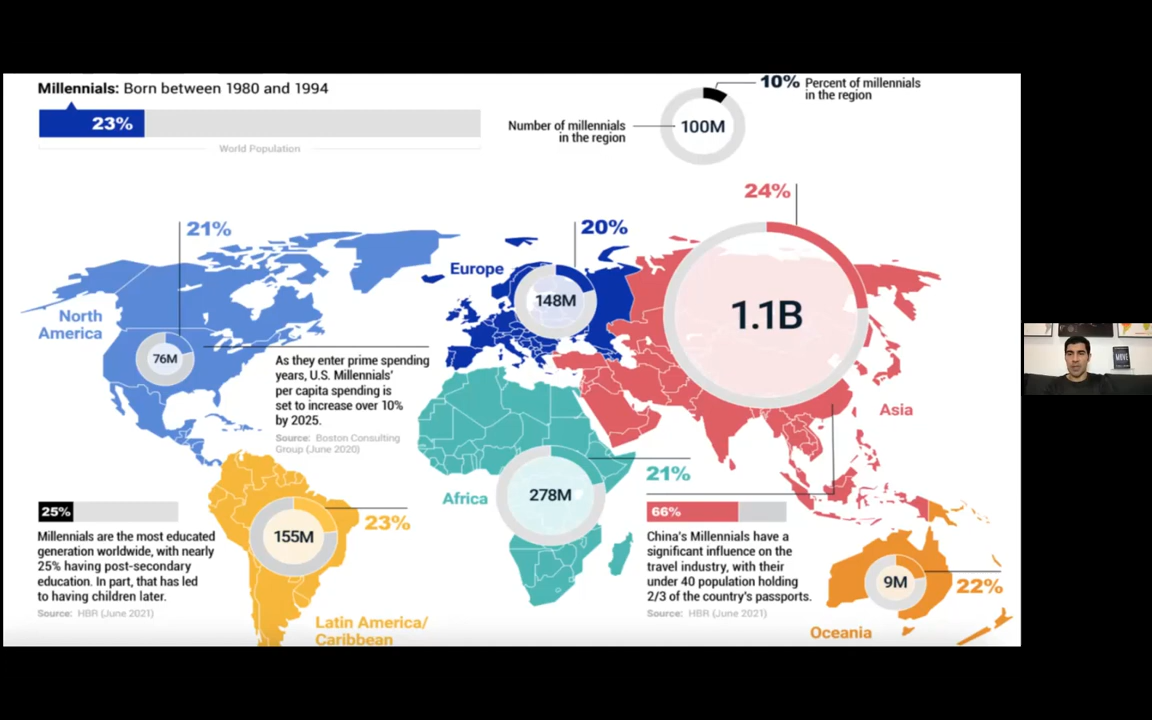 Millennials: Born between 1980 and 1994
23%
World Population
10% Percent of millennials
in the region
Number of millennials
in the region
100M
24%
21%
20%
Europe
148M
1.1B
North
America
76M
As they enter prime spending
years, U.S. Millennials'
per capita spending is
set to increase over 10%
by 2025.
Source: Boston Consulting
Group (June 2020)
Asia
Africa
278M
21%
25%
Millennials are the most educated
generation worldwide, with nearly
25% having post-secondary
education. In part, that has led
to having children later.
Source: HBR (June 2021)
155M
23%
Latin America/
Caribbean
66%
China's Millennials have a
significant influence on the
travel industry, with their
under 40 population holding
2/3 of the country's passports.
Source: HBR (June 2021)
9M
22%
Oceania
MOVE